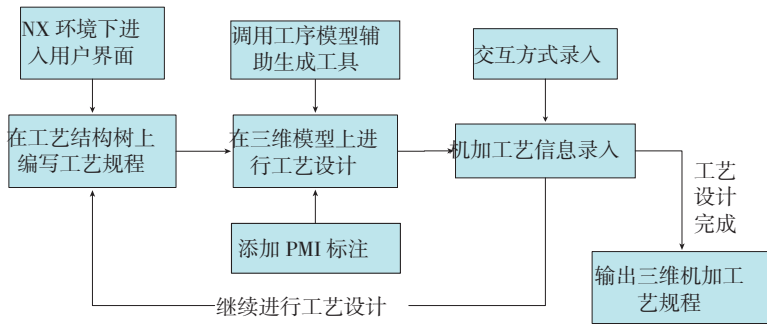 NX 环境下进
入用户界面
调用工序模型辅
助生成工具
交互方式录入
在工艺结构树上
编写工艺规程
在三维模型上进
行工艺设计
机加工艺信息录入
工艺
设计
完成
添加 PMI 标注
输出三维机加工
艺规程
继续进行工艺设计